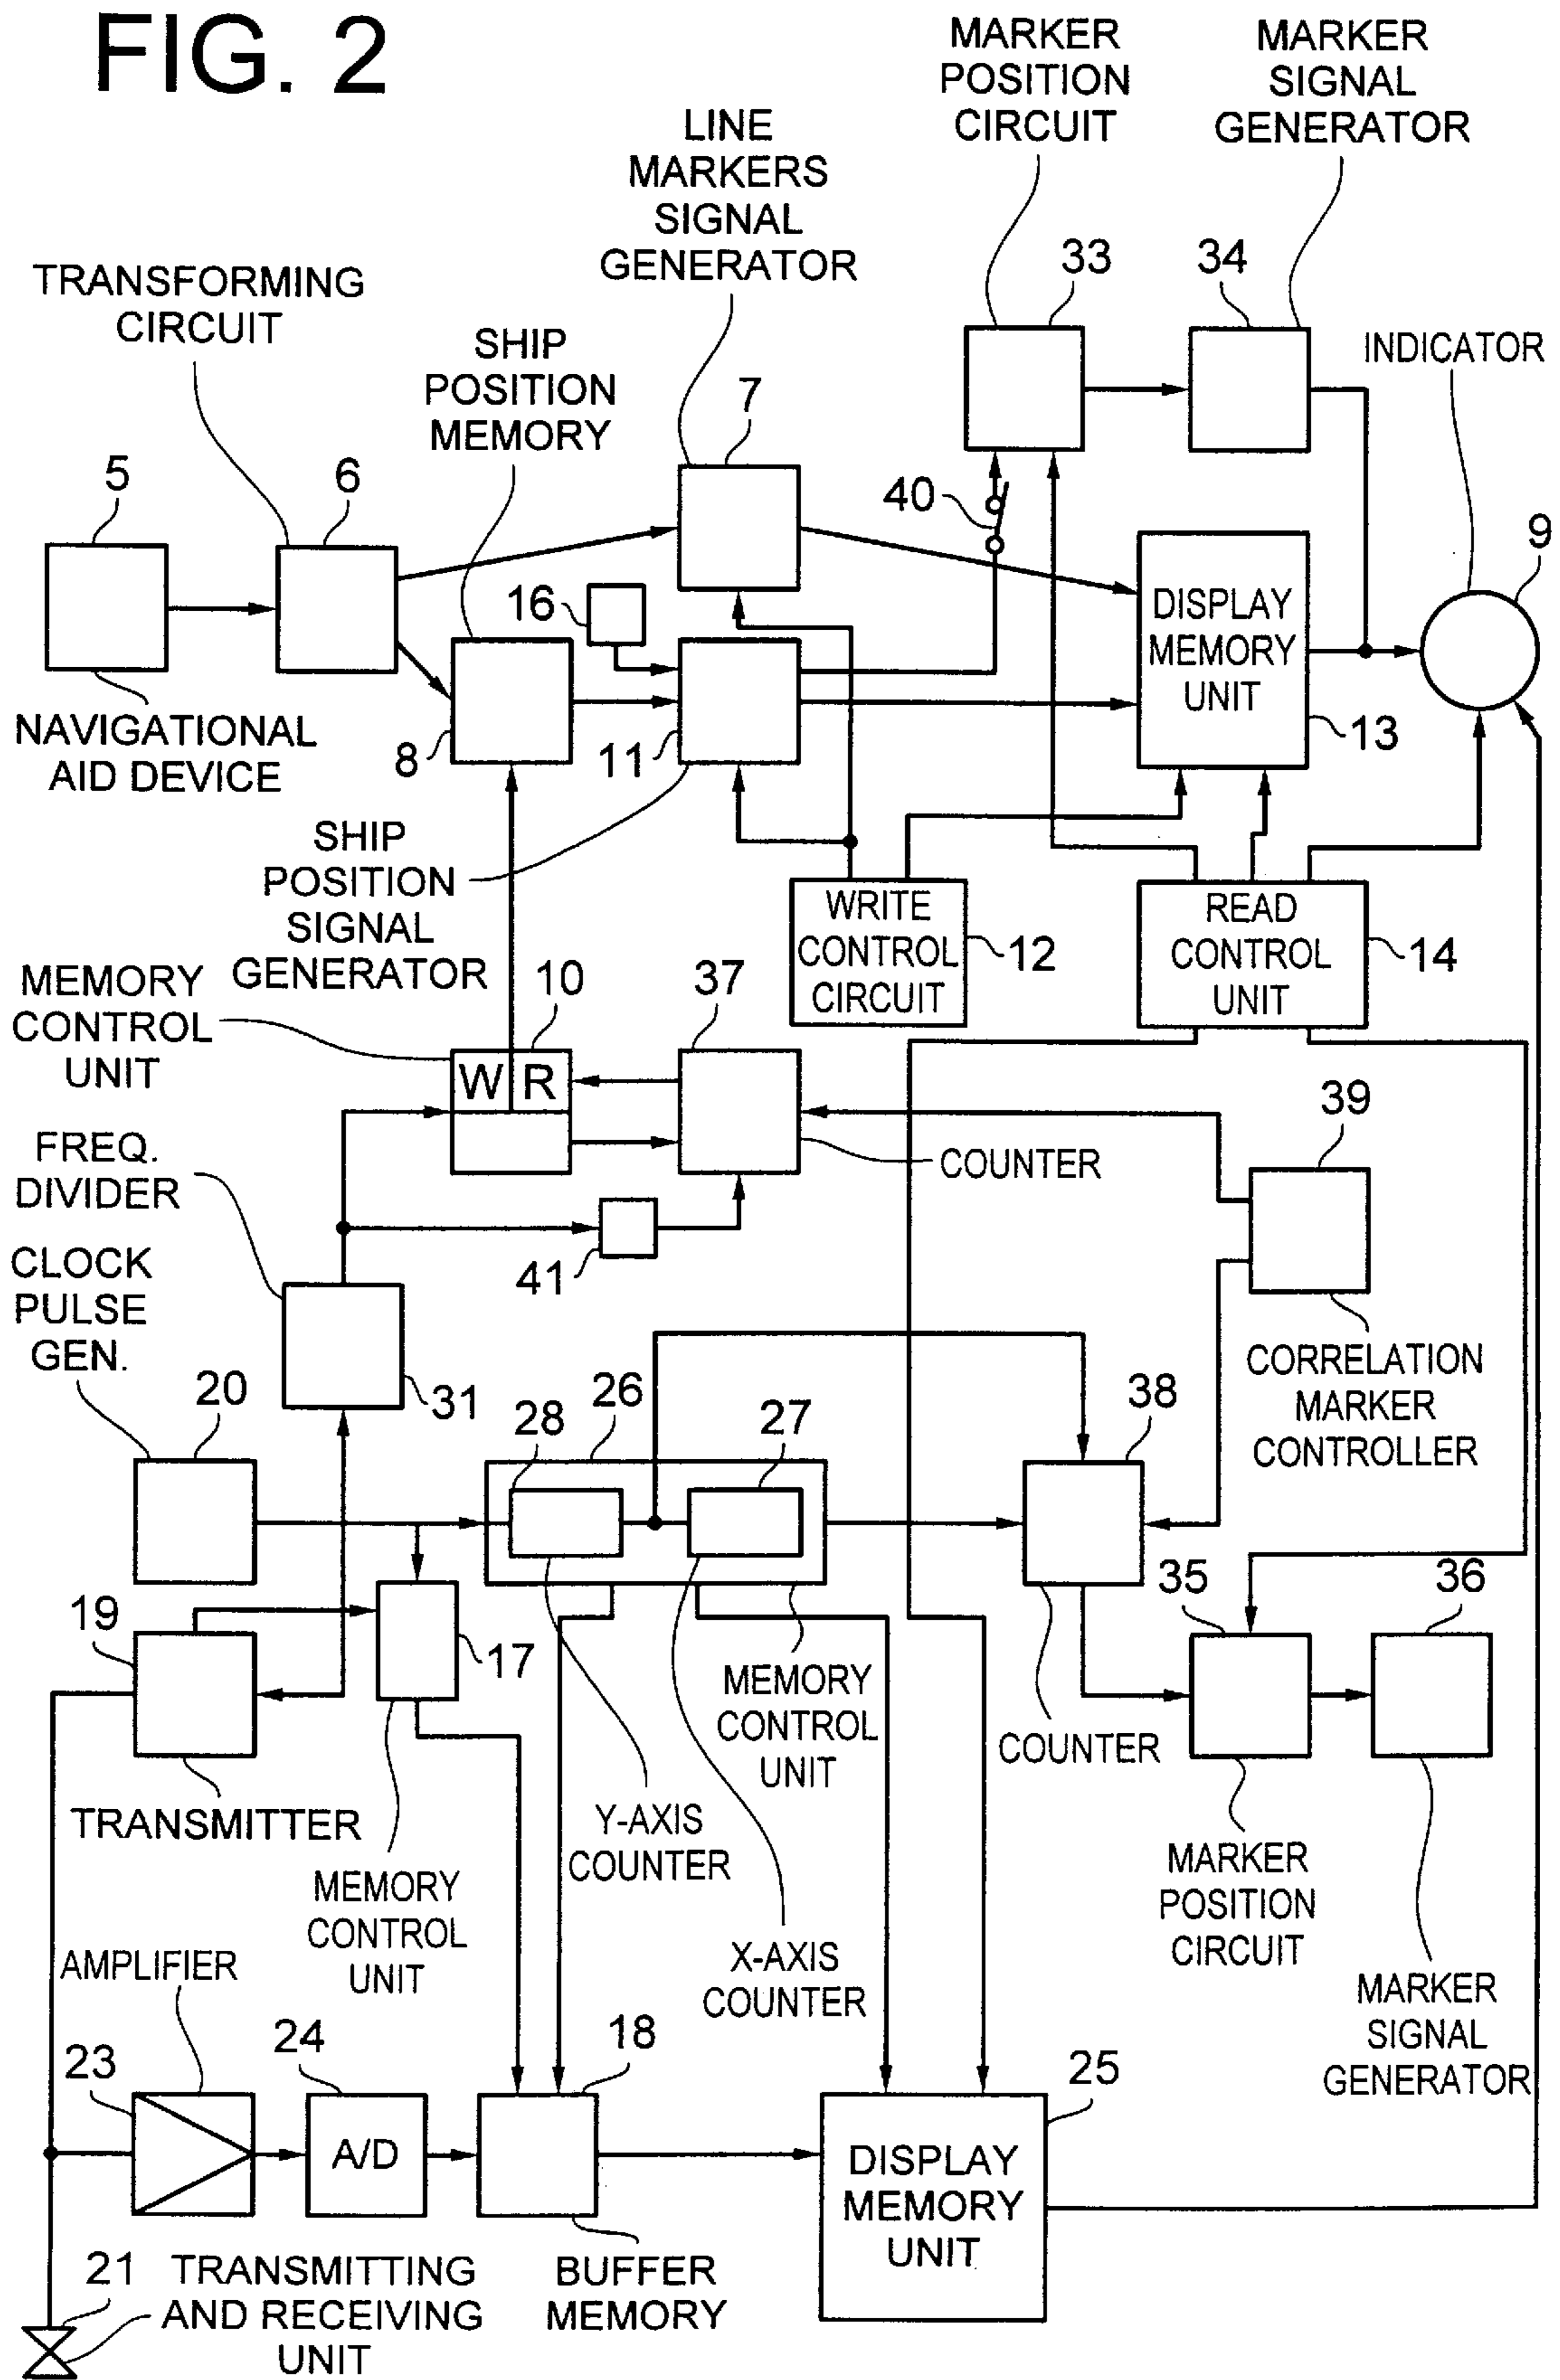 FIG. 2
MARKER
POSITION
CIRCUIT
MARKER
SIGNAL
GENERATOR
LINE
MARKERS
SIGNAL
GENERATOR
TRANSFORMING
CIRCUIT
33
34
INDICATOR
SHIP
POSITION
MEMORY
7
5
6
40
9
16
DISPLAY
MEMORY
UNIT
13
NAVIGATIONAL
AID DEVICE
8
11
SHIP
POSITION
SIGNAL
GENERATOR
WRITE
CONTROL
CIRCUIT
12
READ
CONTROL
UNIT
14
MEMORY
CONTROL
UNIT
10
37
W R
39
FREQ.
DIVIDER
COUNTER
41
CLOCK
PULSE
GEN.
31
CORRELATION
MARKER
CONTROLLER
20
28
26
27
38
35
36
19
17
MEMORY
CONTROL
UNIT
COUNTER
TRANSMITTER
Y-AXIS
COUNTER
MARKER
POSITION
CIRCUIT
MEMORY
CONTROL
UNIT
X-AXIS
COUNTER
MARKER
SIGNAL
GENERATOR
AMPLIFIER
23
24
18
25
A/D
DISPLAY
MEMORY
UNIT
21
TRANSMITTING
AND RECEIVING
UNIT
BUFFER
MEMORY